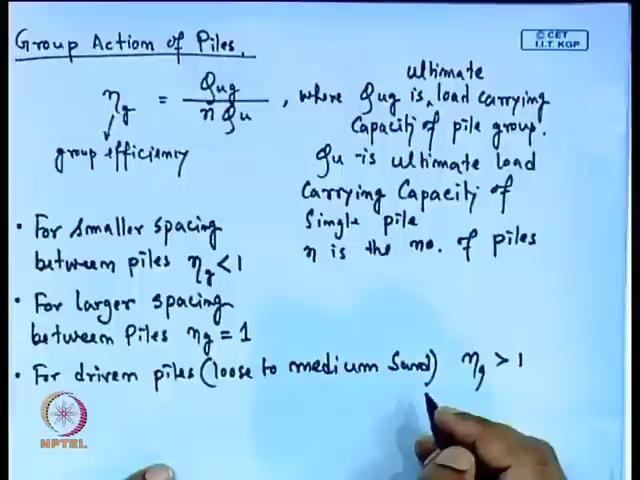 Group Action of Piles.
© CET
I.I.T. KGP
ηg = Qug / n Qu , where Qug is ultimate load carrying
Capacity of pile group.
group efficiency
Qu is ultimate load
Carrying Capacity of
Single pile
n is the no. of piles
• For smaller spacing
between piles ηg < 1
• For larger spacing
between Piles ηg = 1
• For driven piles (loose to medium Sand) ηg > 1
NPTEL